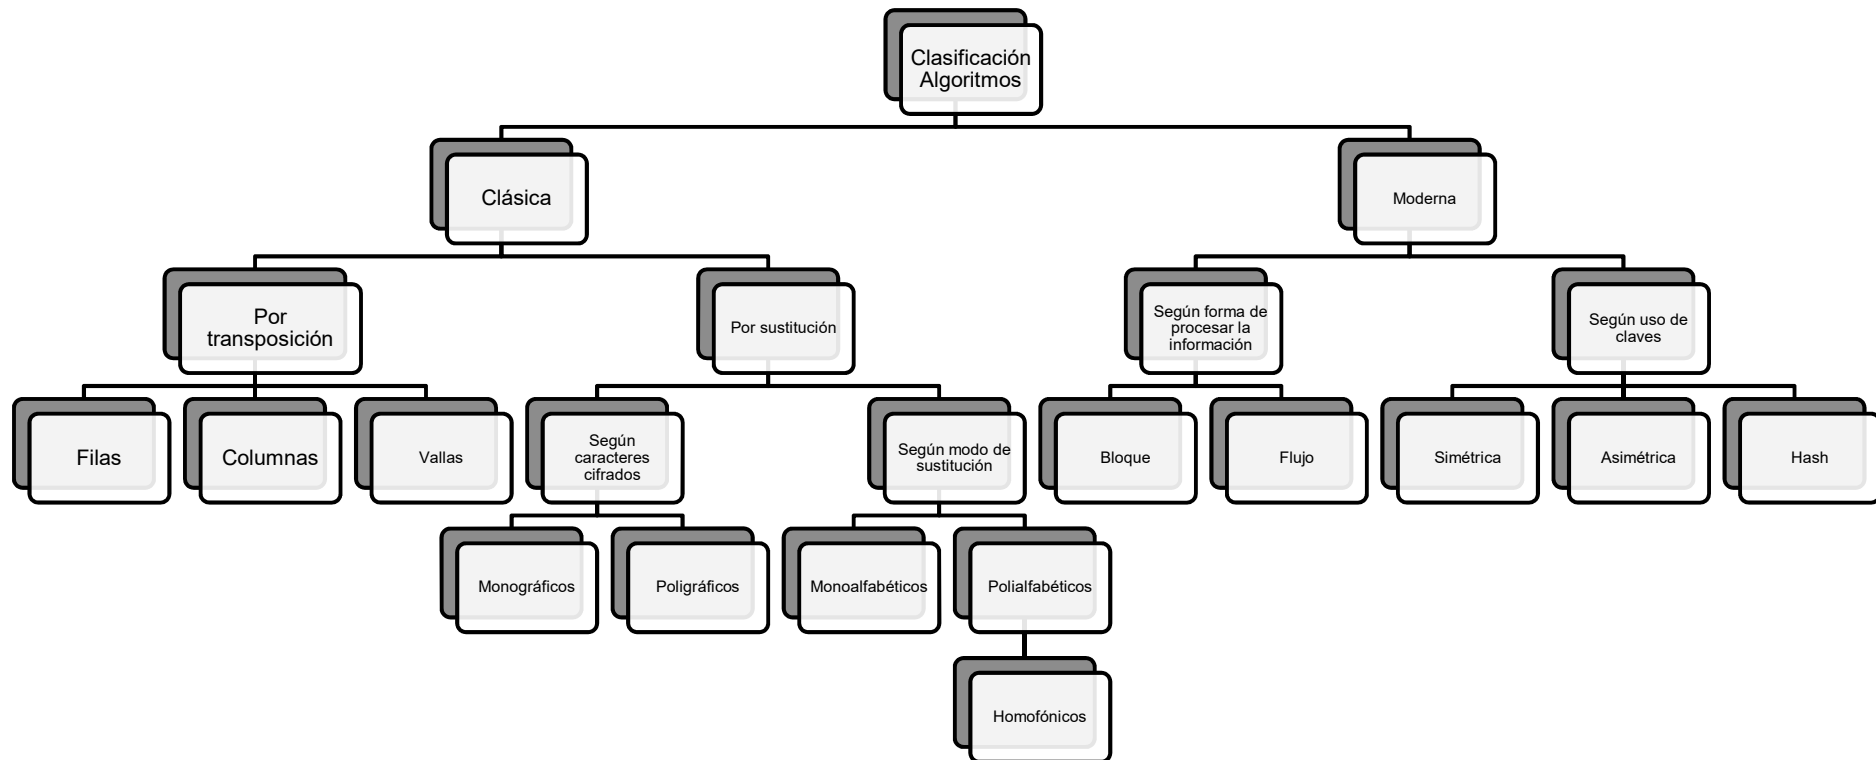 Clasificación
Algoritmos
Clásica
Moderna
Por
transposición
Por sustitución
Según forma de
procesar la
información
Según uso de
claves
Filas
Columnas
Vallas
Según
caracteres
cifrados
Según modo de
sustitución
Bloque
Flujo
Simétrica
Asimétrica
Hash
Monográficos
Poligráficos
Monoalfabéticos
Polialfabéticos
Homofónicos